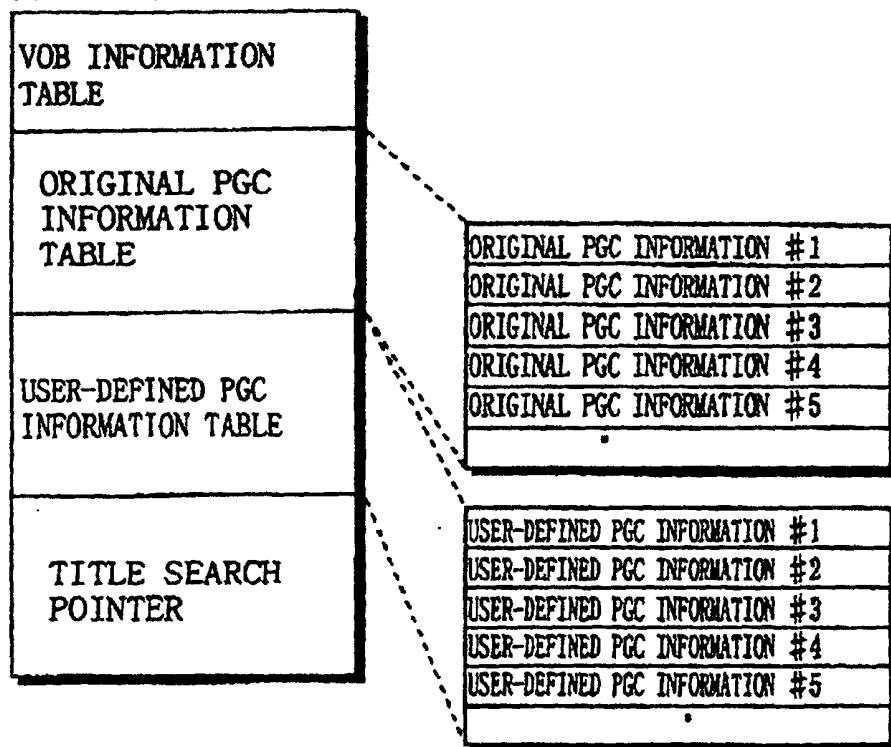 VOB INFORMATION
TABLE
ORIGINAL PGC
INFORMATION
TABLE
USER-DEFINED PGC
INFORMATION TABLE
TITLE SEARCH
POINTER
ORIGINAL PGC INFORMATION #1
ORIGINAL PGC INFORMATION #2
ORIGINAL PGC INFORMATION #3
ORIGINAL PGC INFORMATION #4
ORIGINAL PGC INFORMATION #5
USER-DEFINED PGC INFORMATION #1
USER-DEFINED PGC INFORMATION #2
USER-DEFINED PGC INFORMATION #3
USER-DEFINED PGC INFORMATION #4
USER-DEFINED PGC INFORMATION #5